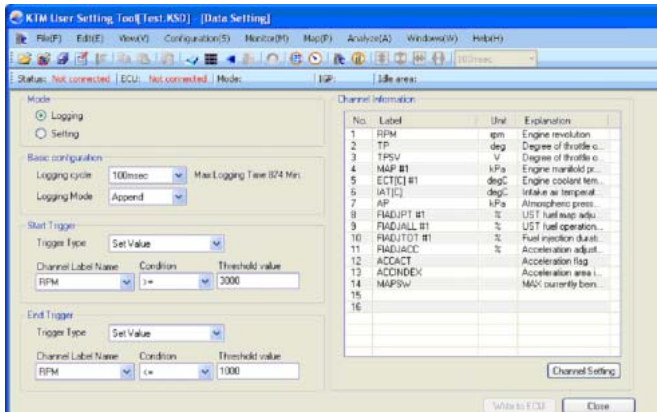 KTM User Setting Tool[Test.KSD] - [Data Setting]
File(F) Edit(E) View(V) Configuration(S) Monitor(M) Map(P) Analyze(A) Windows(W) Help(H)
100msec
Status: Not connected ECU: Not connected Mode: IGP: Idle area:
Mode
Logging
Setting
Basic configuration
Logging cycle 100msec Max Logging Time 874 Min.
Logging Mode Append
Start Trigger
Trigger Type Set Value
Channel Label Name Condition Threshold value
RPM >= 3000
End Trigger
Trigger Type Set Value
Channel Label Name Condition Threshold value
RPM <= 1000
Channel Information
No. Label Unit Explanation
1 RPM rpm Engine revolution
2 TP deg Degree of throttle o...
3 TPSV V Degree of throttle o...
4 MAP #1 kPa Engine manifold pr...
5 ECT[C] #1 degC Engine coolant tem...
6 IAT[C] degC Intake air temperat...
7 AP kPa Atmospheric press...
8 FIADJPT #1 % UST fuel map adju...
9 FIADJALL #1 % UST fuel operation...
10 FIADJTOT #1 % Fuel injection durati...
11 FIADJACC % Acceleration adjust...
12 ACCACT Acceleration flag
13 ACCINDEX Acceleration area i...
14 MAPSW MAX currently bein...
15
16
Channel Setting
Write to ECM Close